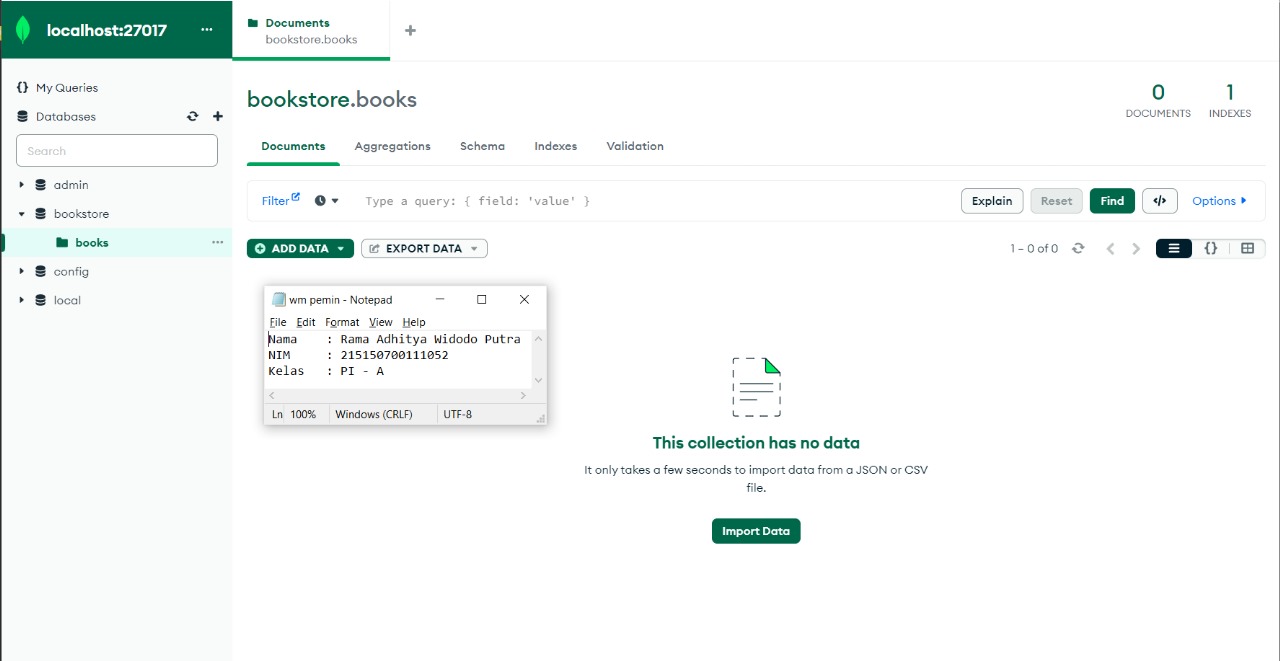 localhost:27017 ...
Documents
bookstore.books
+
{} My Queries
Databases
Search
admin
bookstore
books ...
config
local
bookstore.books
0
DOCUMENTS
1
INDEXES
Documents Aggregations Schema Indexes Validation
Filter Type a query: { field: 'value' } Explain Reset Find </> Options
ADD DATA EXPORT DATA 1 – 0 of 0 {}
wm pemin - Notepad
File Edit Format View Help
Nama : Rama Adhitya Widodo Putra
NIM : 215150700111052
Kelas : PI - A
Ln 100% Windows (CRLF) UTF-8
This collection has no data
It only takes a few seconds to import data from a JSON or CSV
file.
Import Data